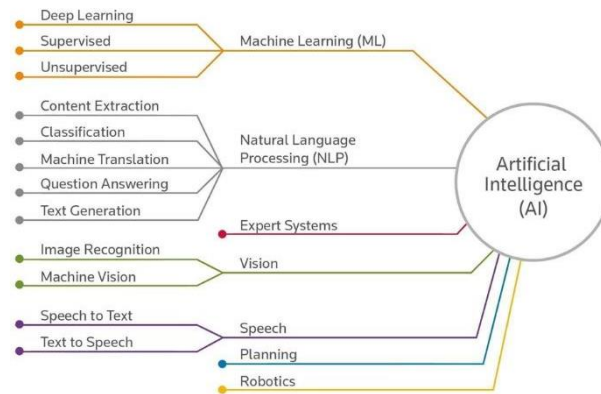 Deep Learning
Supervised
Unsupervised
Machine Learning (ML)
Content Extraction
Classification
Machine Translation
Question Answering
Text Generation
Natural Language
Processing (NLP)
Expert Systems
Image Recognition
Machine Vision
Vision
Speech to Text
Text to Speech
Speech
Planning
Robotics
Artificial
Intelligence
(AI)